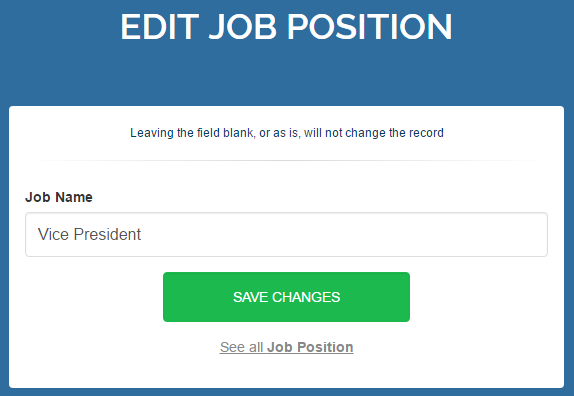 EDIT JOB POSITION
Leaving the field blank, or as is, will not change the record
Job Name
Vice President
SAVE CHANGES
See all Job Position